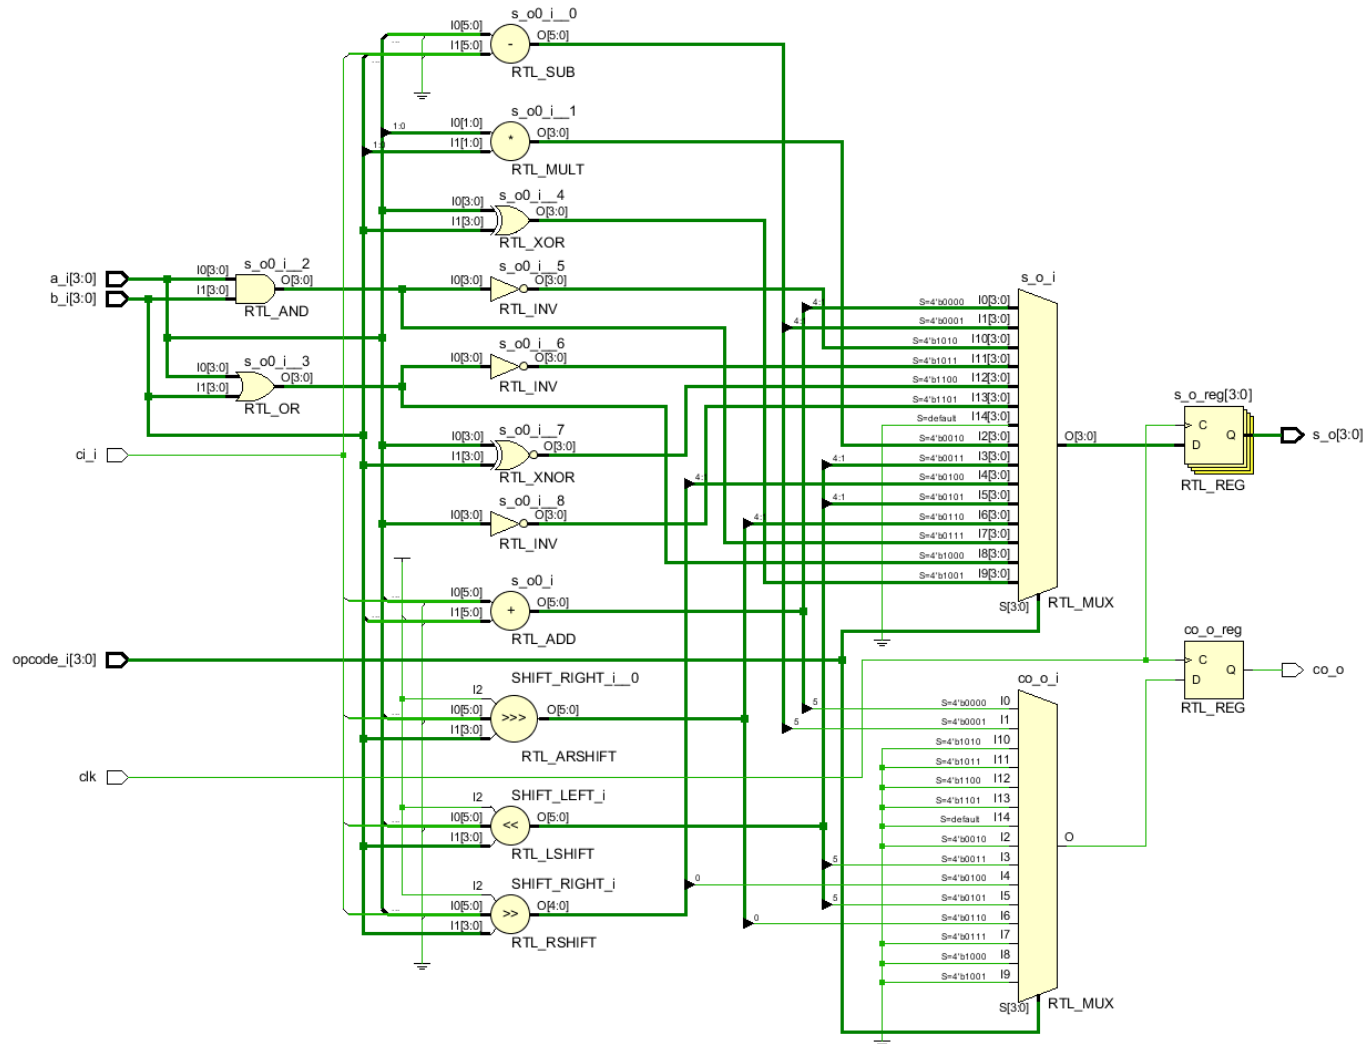 s_o0_i__0
I0[5:0]
I1[5:0]
-
O[5:0]
RTL_SUB
s_o0_i__1
1:0
I0[1:0]
I1[1:0]
*
O[3:0]
RTL_MULT
s_o0_i__4
I0[3:0]
I1[3:0]
O[3:0]
RTL_XOR
a_i[3:0]
b_i[3:0]
s_o0_i__2
I0[3:0]
I1[3:0]
O[3:0]
RTL_AND
s_o0_i__5
I0[3:0]
O[3:0]
RTL_INV
s_o0_i__3
I0[3:0]
I1[3:0]
O[3:0]
RTL_OR
s_o0_i__6
I0[3:0]
O[3:0]
RTL_INV
ci_i
s_o0_i__7
I0[3:0]
I1[3:0]
O[3:0]
RTL_XNOR
s_o0_i__8
I0[3:0]
O[3:0]
RTL_INV
s_o0_i
I0[5:0]
I1[5:0]
+
O[5:0]
RTL_ADD
opcode_i[3:0]
SHIFT_RIGHT_i__0
I2
I0[5:0]
I1[3:0]
>>>
O[5:0]
RTL_ARSHIFT
clk
SHIFT_LEFT_i
I2
I0[5:0]
I1[3:0]
<<
O[5:0]
RTL_LSHIFT
SHIFT_RIGHT_i
I2
I0[5:0]
I1[3:0]
>>
O[4:0]
RTL_RSHIFT
s_o_i
S=4'b0000 I0[3:0]
S=4'b0001 I1[3:0]
S=4'b1010 I10[3:0]
S=4'b1011 I11[3:0]
S=4'b1100 I12[3:0]
S=4'b1101 I13[3:0]
S=default I14[3:0]
S=4'b0010 I2[3:0]
4:1 S=4'b0011 I3[3:0]
S=4'b0100 I4[3:0]
4:1 S=4'b0101 I5[3:0]
S=4'b0110 I6[3:0]
S=4'b0111 I7[3:0]
S=4'b1000 I8[3:0]
S=4'b1001 I9[3:0]
O[3:0]
S[3:0]
RTL_MUX
s_o_reg[3:0]
C
D
Q
RTL_REG
s_o[3:0]
co_o_reg
C
D
Q
RTL_REG
co_o
co_o_i
5 S=4'b0000 I0
5 S=4'b0001 I1
S=4'b1010 I10
S=4'b1011 I11
S=4'b1100 I12
S=4'b1101 I13
S=default I14
S=4'b0010 I2
5 S=4'b0011 I3
0 S=4'b0100 I4
5 S=4'b0101 I5
0 S=4'b0110 I6
S=4'b0111 I7
S=4'b1000 I8
S=4'b1001 I9
O
S[3:0]
RTL_MUX